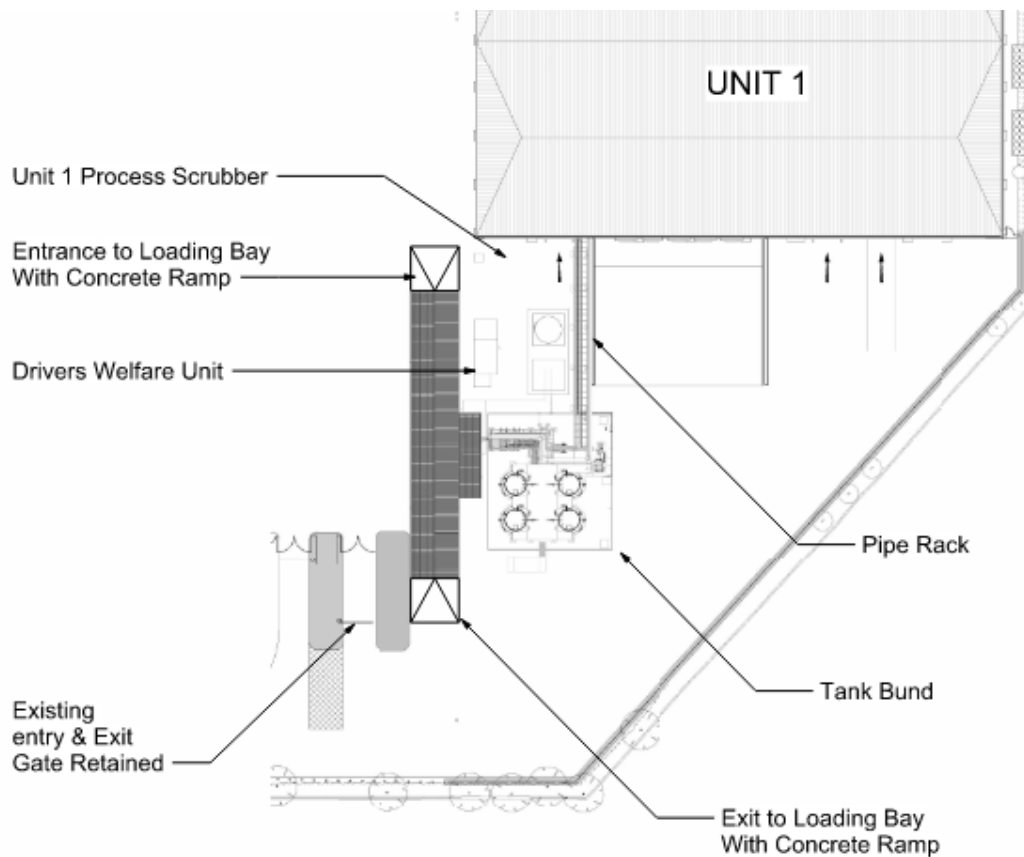 UNIT 1
Unit 1 Process Scrubber
Entrance to Loading Bay
With Concrete Ramp
Drivers Welfare Unit
Pipe Rack
Tank Bund
Existing
entry & Exit
Gate Retained
Exit to Loading Bay
With Concrete Ramp